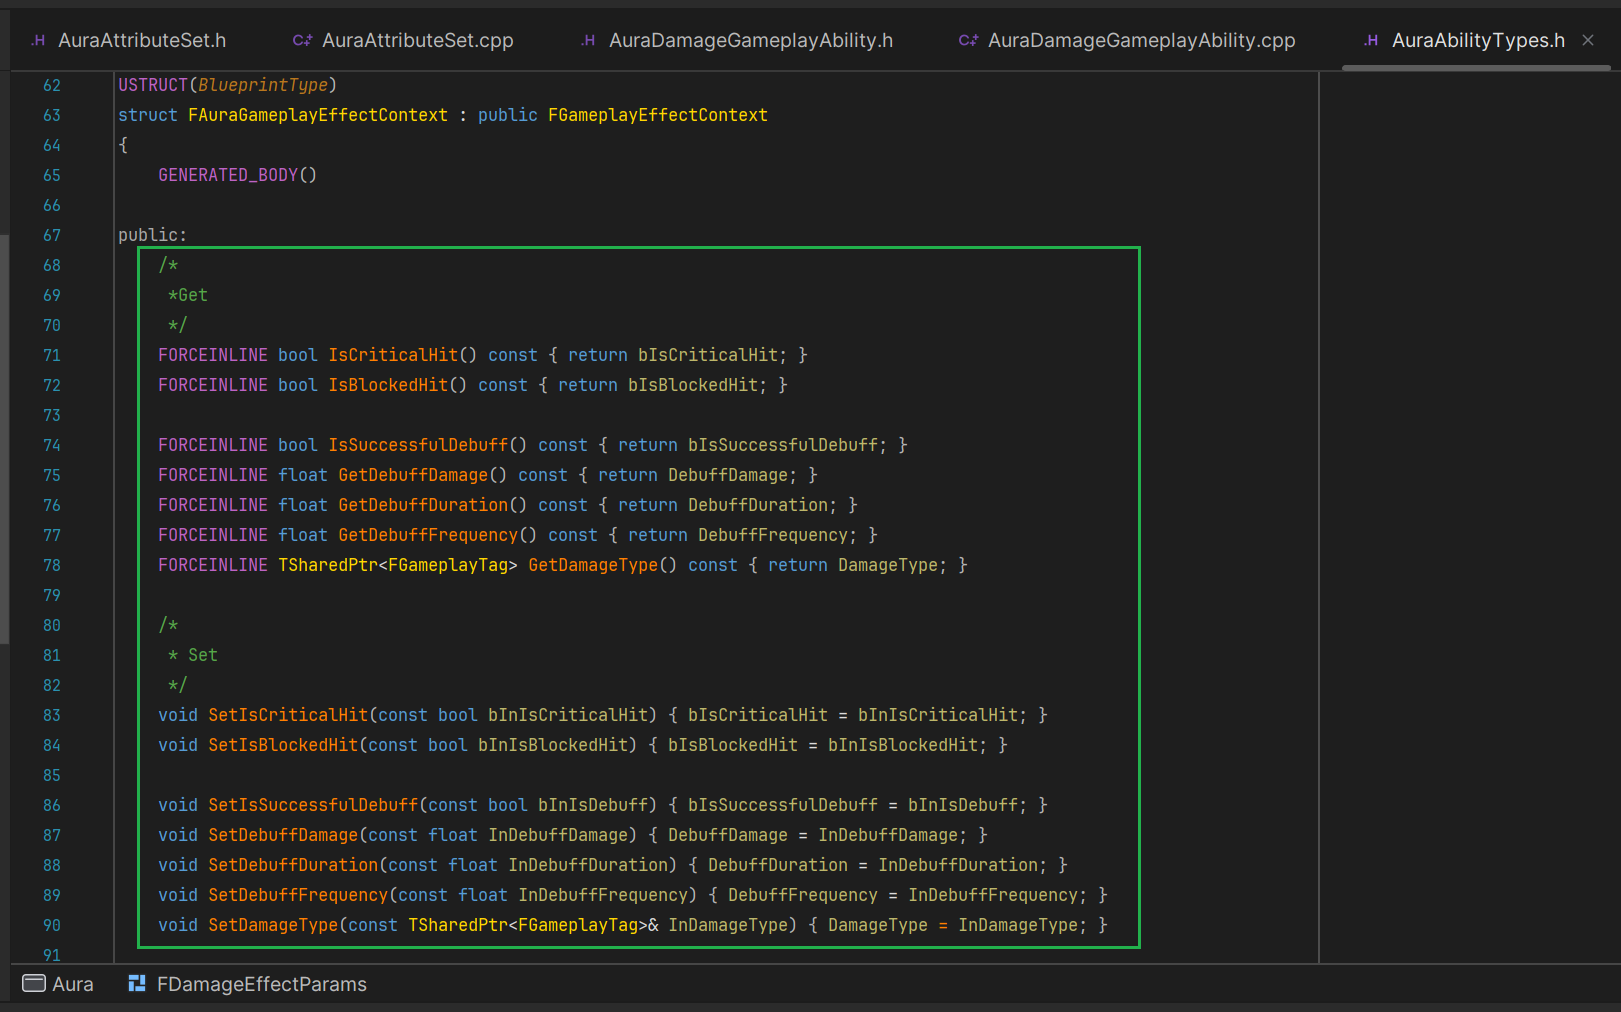 .H AuraAttributeSet.h C++ AuraAttributeSet.cpp .H AuraDamageGameplayAbility.h C++ AuraDamageGameplayAbility.cpp .H AuraAbilityTypes.h ×
62 USTRUCT(BlueprintType)
63 struct FAuraGameplayEffectContext : public FGameplayEffectContext
64 {
65 GENERATED_BODY()
66
67 public:
68 /*
69 *Get
70 */
71 FORCEINLINE bool IsCriticalHit() const { return bIsCriticalHit; }
72 FORCEINLINE bool IsBlockedHit() const { return bIsBlockedHit; }
73
74 FORCEINLINE bool IsSuccessfulDebuff() const { return bIsSuccessfulDebuff; }
75 FORCEINLINE float GetDebuffDamage() const { return DebuffDamage; }
76 FORCEINLINE float GetDebuffDuration() const { return DebuffDuration; }
77 FORCEINLINE float GetDebuffFrequency() const { return DebuffFrequency; }
78 FORCEINLINE TSharedPtr<FGameplayTag> GetDamageType() const { return DamageType; }
79
80 /*
81 * Set
82 */
83 void SetIsCriticalHit(const bool bInIsCriticalHit) { bIsCriticalHit = bInIsCriticalHit; }
84 void SetIsBlockedHit(const bool bInIsBlockedHit) { bIsBlockedHit = bInIsBlockedHit; }
85
86 void SetIsSuccessfulDebuff(const bool bInIsDebuff) { bIsSuccessfulDebuff = bInIsDebuff; }
87 void SetDebuffDamage(const float InDebuffDamage) { DebuffDamage = InDebuffDamage; }
88 void SetDebuffDuration(const float InDebuffDuration) { DebuffDuration = InDebuffDuration; }
89 void SetDebuffFrequency(const float InDebuffFrequency) { DebuffFrequency = InDebuffFrequency; }
90 void SetDamageType(const TSharedPtr<FGameplayTag>& InDamageType) { DamageType = InDamageType; }
91
Aura FDamageEffectParams